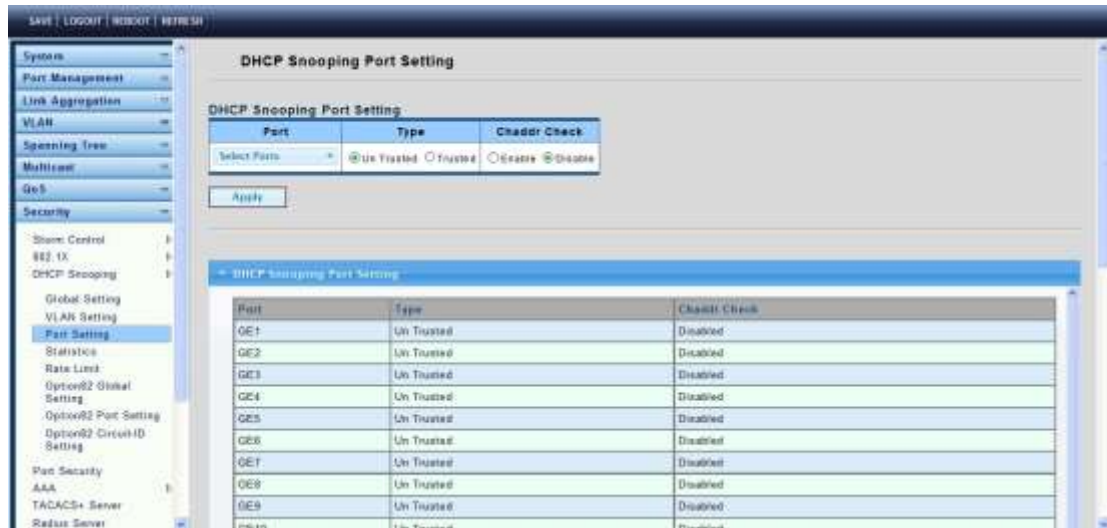 SAVE | LOGOUT | REBOOT | REFRESH
System
Port Management
Link Aggregation
VLAN
Spanning Tree
Multicast
QoS
Security
Storm Control
802.1X
DHCP Snooping
Global Setting
VLAN Setting
Port Setting
Statistics
Rate Limit
Option82 Global
Setting
Option82 Port Setting
Option82 Circuit-ID
Setting
Port Security
AAA
TACACS+ Server
Radius Server
DHCP Snooping Port Setting
DHCP Snooping Port Setting
Port Type Chaddr Check
Select Ports Un Trusted Trusted Enable Disable
Apply
DHCP Snooping Port Setting
Port Type Chaddr Check
GE1 Un Trusted Disabled
GE2 Un Trusted Disabled
GE3 Un Trusted Disabled
GE4 Un Trusted Disabled
GE5 Un Trusted Disabled
GE6 Un Trusted Disabled
GE7 Un Trusted Disabled
GE8 Un Trusted Disabled
GE9 Un Trusted Disabled
GE10 Un Trusted Disabled